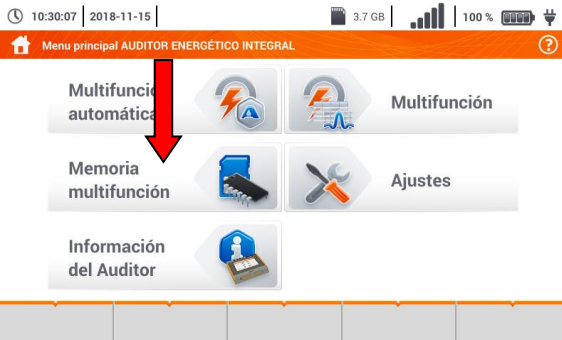 10:30:07 2018-11-15 3.7 GB 100 %
Menu principal AUDITOR ENERGÉTICO INTEGRAL ?
Multifunció
automática
A
Multifunción
Memoria
multifunción
Ajustes
Información
del Auditor